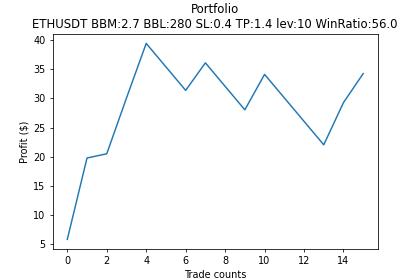 Portfolio
ETHUSDT BBM:2.7 BBL:280 SL:0.4 TP:1.4 lev:10 WinRatio:56.0
40
35
30
25
20
15
10
5
Profit ($)
0 2 4 6 8 10 12 14
Trade counts